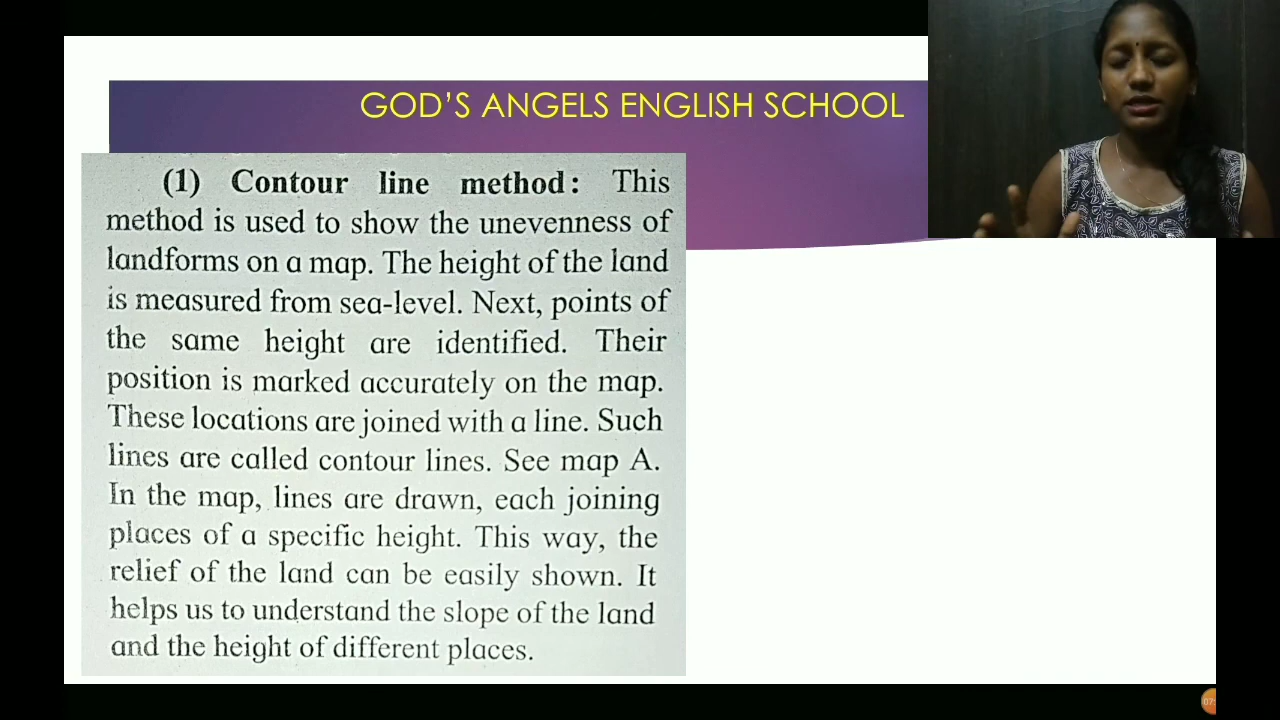 GOD'S ANGELS ENGLISH SCHOOL
(1) Contour line method: This
method is used to show the unevenness of
landforms on a map. The height of the land
is measured from sea-level. Next, points of
the same height are identified. Their
position is marked accurately on the map.
These locations are joined with a line. Such
lines are called contour lines. See map A.
In the map, lines are drawn, each joining
places of a specific height. This way, the
relief of the land can be easily shown. It
helps us to understand the slope of the land
and the height of different places.